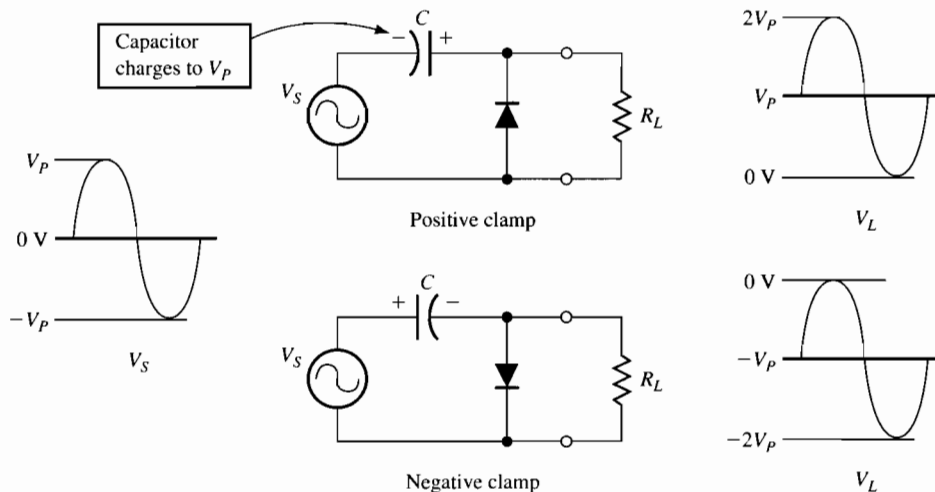 Capacitor
charges to V_P
− C +
V_S
R_L
Positive clamp
2V_P
V_P
0 V
V_L
V_P
0 V
−V_P
V_S
C
+ −
V_S
R_L
Negative clamp
0 V
−V_P
−2V_P
V_L